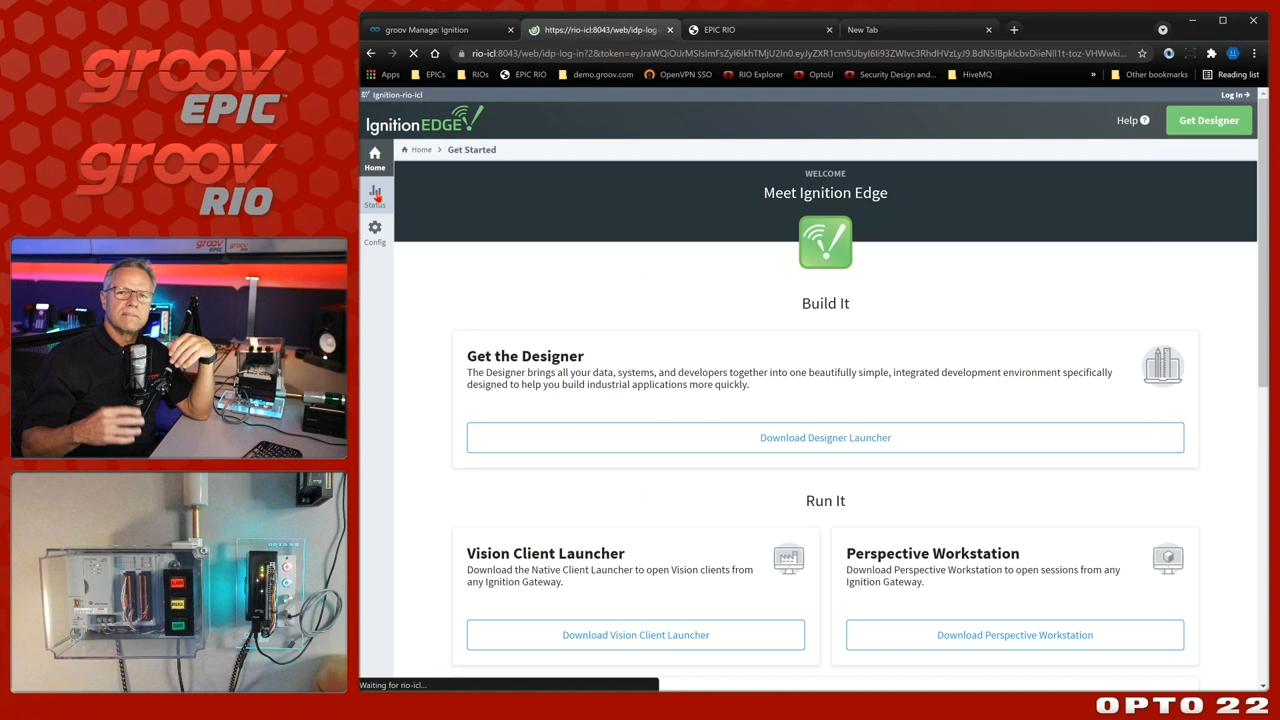 groov
EPIC™
groov
RIO
groov Manage: Ignition
https://rio-icl:8043/web/idp-log-
EPIC RIO
New Tab
Apps
EPICs
RIOs
EPIC RIO
demo.groov.com
OpenVPN SSO
RIO Explorer
OptoU
Security Design and...
HiveMQ
»
Other bookmarks
Reading list
Ignition-rio-icl
Log In
Ignition EDGE!
Help
Get Designer
Home > Get Started
Home
Status
Config
WELCOME
Meet Ignition Edge
Build It
Get the Designer
The Designer brings all your data, systems, and developers together into one beautifully simple, integrated development environment specifically
designed to help you build industrial applications more quickly.
Download Designer Launcher
Run It
Vision Client Launcher
Download the Native Client Launcher to open Vision clients from
any Ignition Gateway.
Download Vision Client Launcher
Perspective Workstation
Download Perspective Workstation to open sessions from any
Ignition Gateway.
Download Perspective Workstation
Waiting for rio-icl...
OPTO 22